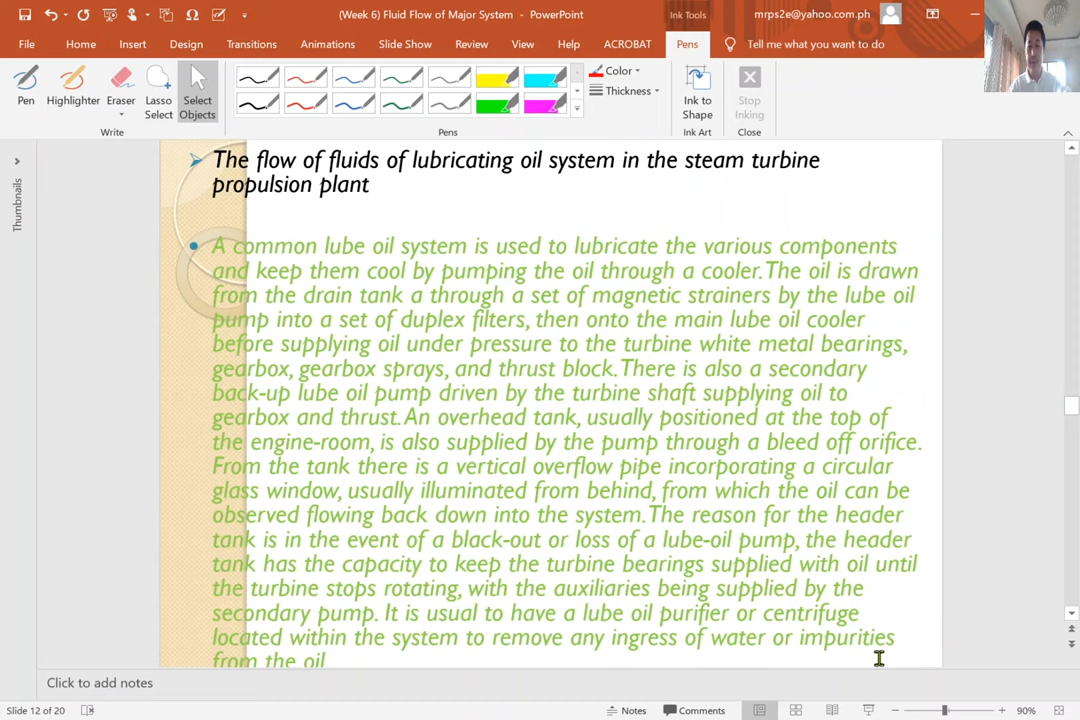 (Week 6) Fluid Flow of Major System - PowerPoint
Ink Tools
mrps2e@yahoo.com.ph
File
Home
Insert
Design
Transitions
Animations
Slide Show
Review
View
Help
ACROBAT
Pens
Tell me what you want to do
Pen
Highlighter
Eraser
Lasso
Select
Select
Objects
Color
Thickness
Ink to
Shape
Stop
Inking
Write
Pens
Ink Art
Close
Thumbnails
The flow of fluids of lubricating oil system in the steam turbine
propulsion plant
A common lube oil system is used to lubricate the various components
and keep them cool by pumping the oil through a cooler. The oil is drawn
from the drain tank a through a set of magnetic strainers by the lube oil
pump into a set of duplex filters, then onto the main lube oil cooler
before supplying oil under pressure to the turbine white metal bearings,
gearbox, gearbox sprays, and thrust block. There is also a secondary
back-up lube oil pump driven by the turbine shaft supplying oil to
gearbox and thrust. An overhead tank, usually positioned at the top of
the engine-room, is also supplied by the pump through a bleed off orifice.
From the tank there is a vertical overflow pipe incorporating a circular
glass window, usually illuminated from behind, from which the oil can be
observed flowing back down into the system. The reason for the header
tank is in the event of a black-out or loss of a lube-oil pump, the header
tank has the capacity to keep the turbine bearings supplied with oil until
the turbine stops rotating, with the auxiliaries being supplied by the
secondary pump. It is usual to have a lube oil purifier or centrifuge
located within the system to remove any ingress of water or impurities
from the oil
Click to add notes
Slide 12 of 20
Notes
Comments
90%